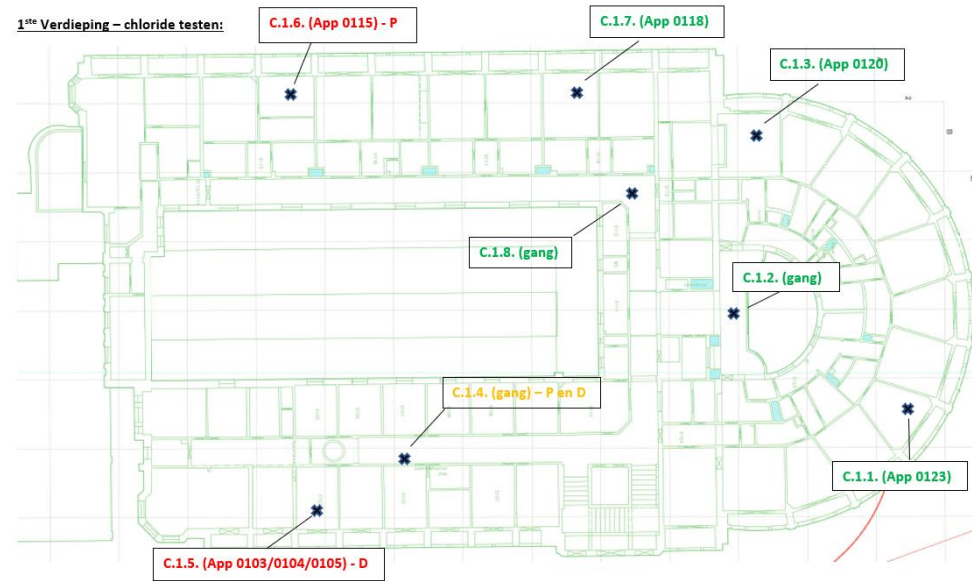 1ste Verdieping – chloride testen:
C.1.6. (App 0115) - P
C.1.7. (App 0118)
C.1.3. (App 0120)
C.1.8. (gang)
C.1.2. (gang)
C.1.4. (gang) – P en D
C.1.1. (App 0123)
C.1.5. (App 0103/0104/0105) - D